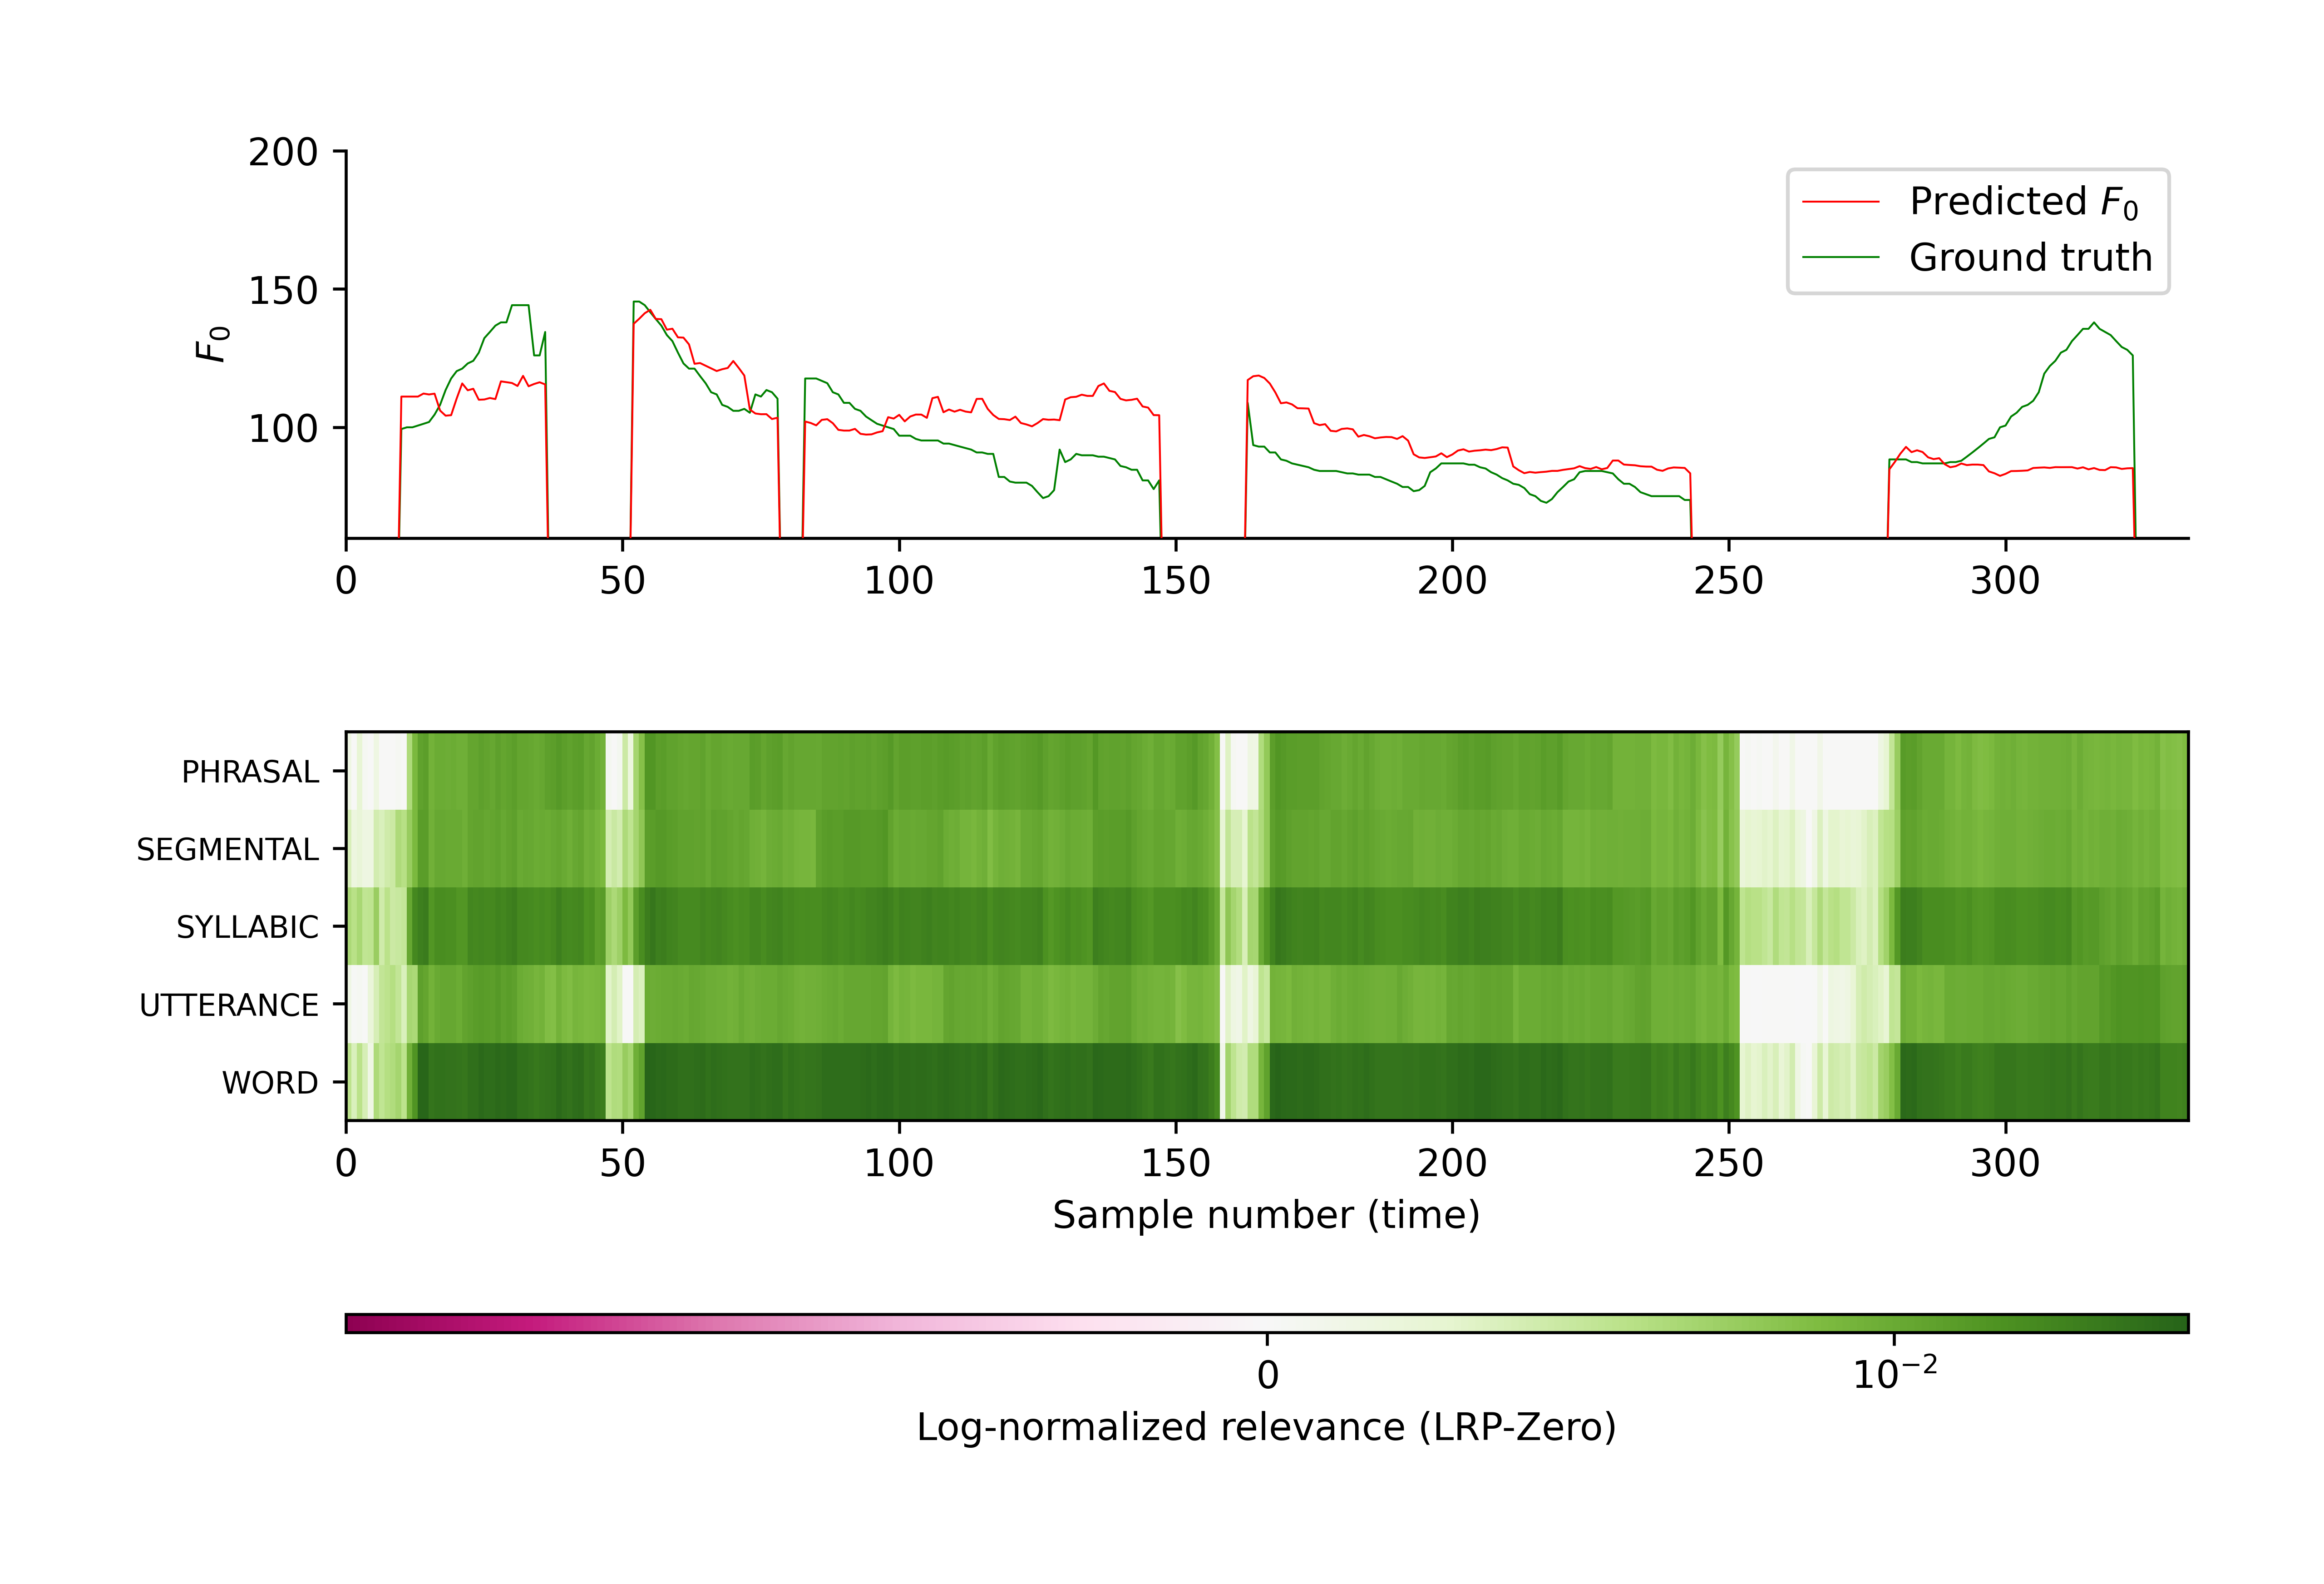 200
150
100
F₀
Predicted F₀
Ground truth
0 50 100 150 200 250 300
PHRASAL
SEGMENTAL
SYLLABIC
UTTERANCE
WORD
0 50 100 150 200 250 300
Sample number (time)
0 10⁻²
Log-normalized relevance (LRP-Zero)